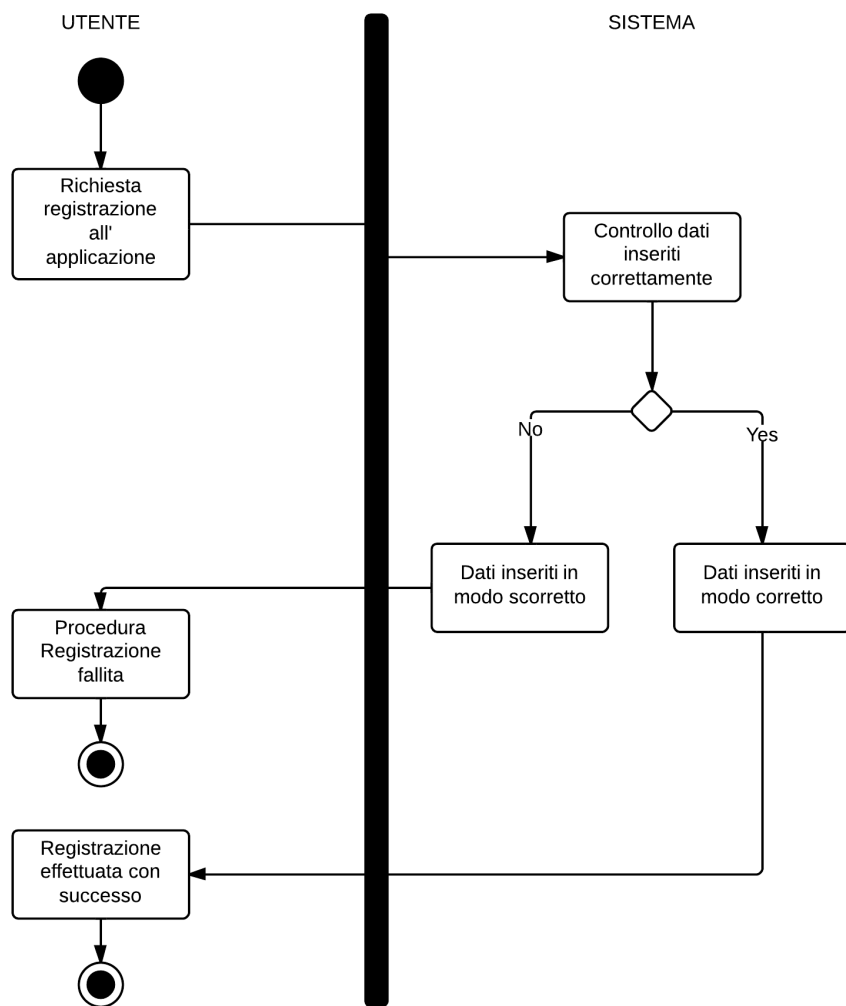 UTENTE
SISTEMA
Richiesta
registrazione
all'
applicazione
Controllo dati
inseriti
correttamente
No
Yes
Dati inseriti in
modo scorretto
Dati inseriti in
modo corretto
Procedura
Registrazione
fallita
Registrazione
effettuata con
successo